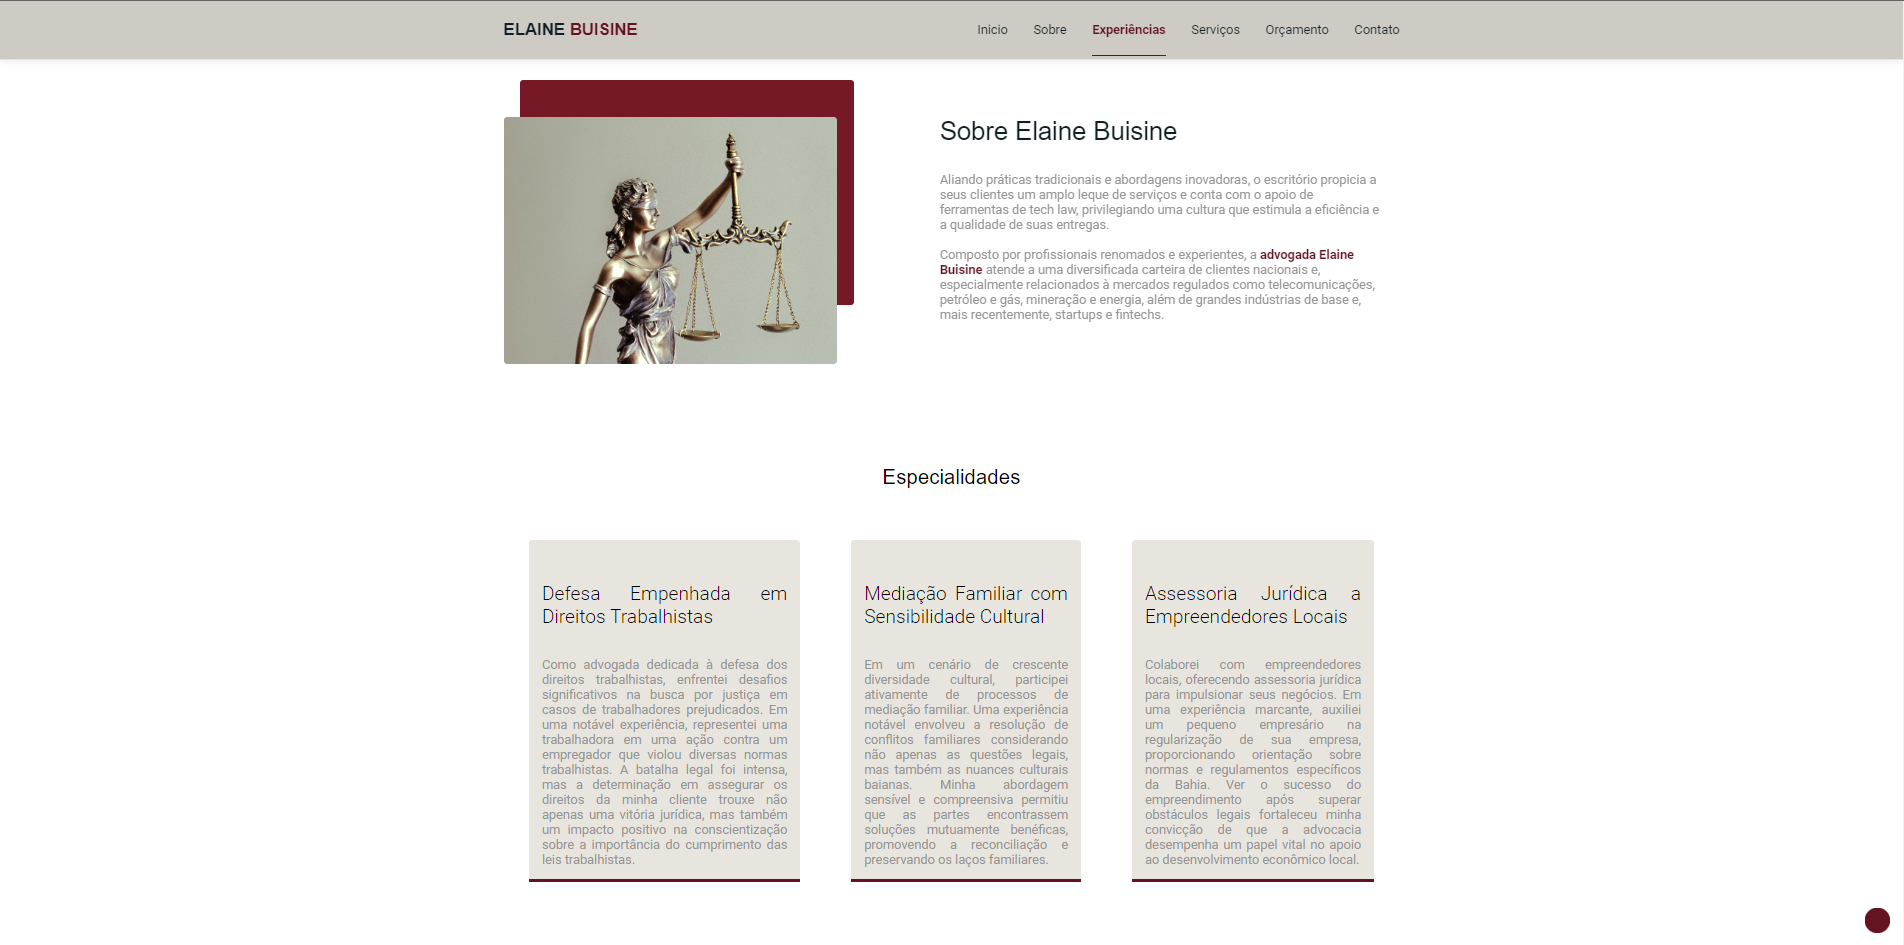 ELAINE BUISINE
Inicio Sobre Experiências Serviços Orçamento Contato
Sobre Elaine Buisine
Aliando práticas tradicionais e abordagens inovadoras, o escritório propicia a
seus clientes um amplo leque de serviços e conta com o apoio de
ferramentas de tech law, privilegiando uma cultura que estimula a eficiência e
a qualidade de suas entregas.
Composto por profissionais renomados e experientes, a advogada Elaine
Buisine atende a uma diversificada carteira de clientes nacionais e,
especialmente relacionados à mercados regulados como telecomunicações,
petróleo e gás, mineração e energia, além de grandes indústrias de base e,
mais recentemente, startups e fintechs.
Especialidades
Defesa Empenhada em
Direitos Trabalhistas
Como advogada dedicada à defesa dos
direitos trabalhistas, enfrentei desafios
significativos na busca por justiça em
casos de trabalhadores prejudicados. Em
uma notável experiência, representei uma
trabalhadora em uma ação contra um
empregador que violou diversas normas
trabalhistas. A batalha legal foi intensa,
mas a determinação em assegurar os
direitos da minha cliente trouxe não
apenas uma vitória jurídica, mas também
um impacto positivo na conscientização
sobre a importância do cumprimento das
leis trabalhistas.
Mediação Familiar com
Sensibilidade Cultural
Em um cenário de crescente
diversidade cultural, participei
ativamente de processos de
mediação familiar. Uma experiência
notável envolveu a resolução de
conflitos familiares considerando
não apenas as questões legais,
mas também as nuances culturais
baianas. Minha abordagem
sensível e compreensiva permitiu
que as partes encontrassem
soluções mutuamente benéficas,
promovendo a reconciliação e
preservando os laços familiares.
Assessoria Jurídica a
Empreendedores Locais
Colaborei com empreendedores
locais, oferecendo assessoria jurídica
para impulsionar seus negócios. Em
uma experiência marcante, auxiliei
um pequeno empresário na
regularização de sua empresa,
proporcionando orientação sobre
normas e regulamentos específicos
da Bahia. Ver o sucesso do
empreendimento após superar
obstáculos legais fortaleceu minha
convicção de que a advocacia
desempenha um papel vital no apoio
ao desenvolvimento econômico local.